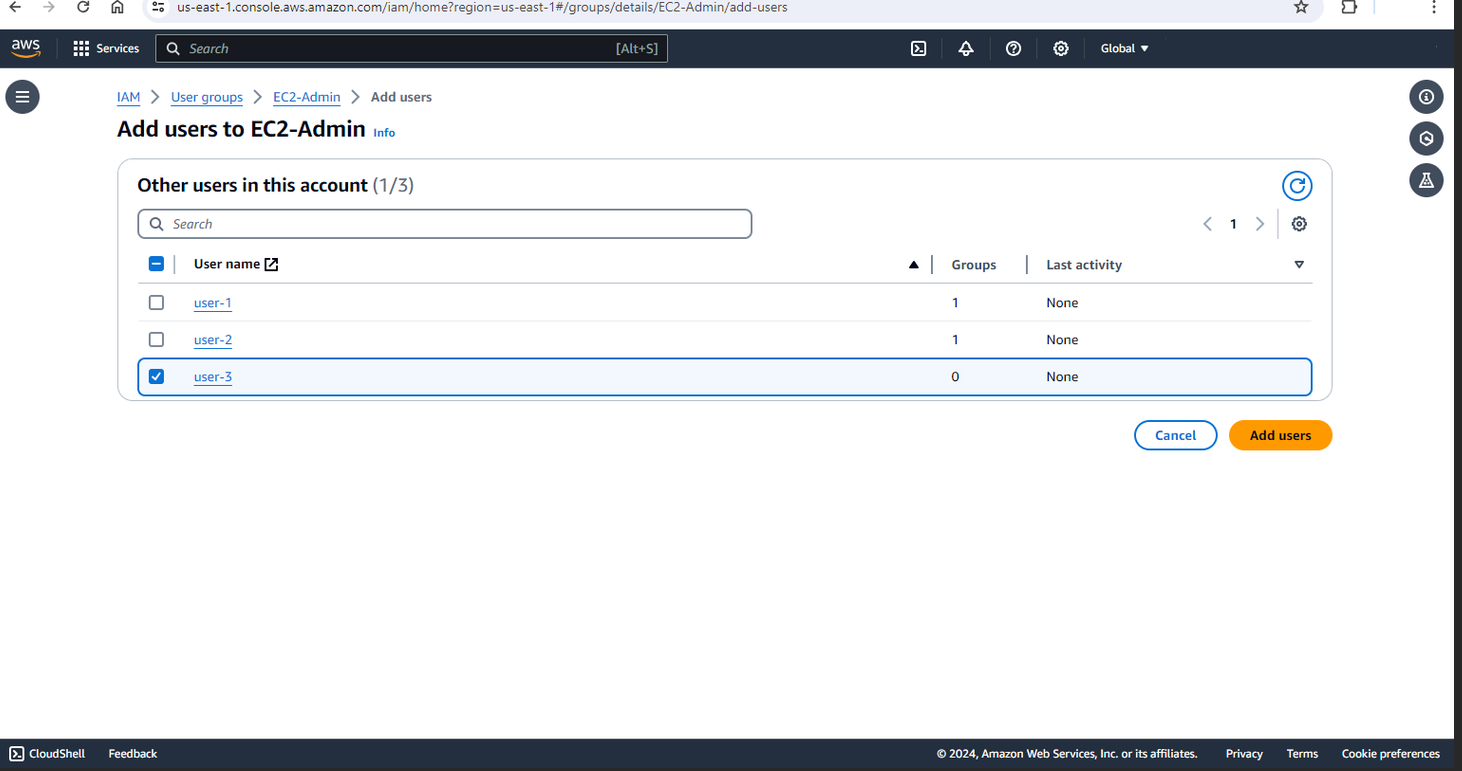 us-east-1.console.aws.amazon.com/iam/home?region=us-east-1#/groups/details/EC2-Admin/add-users
aws Services Search [Alt+S] Global
IAM User groups EC2-Admin Add users
Add users to EC2-Admin Info
Other users in this account (1/3)
Search 1
User name Groups Last activity
user-1 1 None
user-2 1 None
user-3 0 None
Cancel Add users
CloudShell Feedback © 2024, Amazon Web Services, Inc. or its affiliates. Privacy Terms Cookie preferences